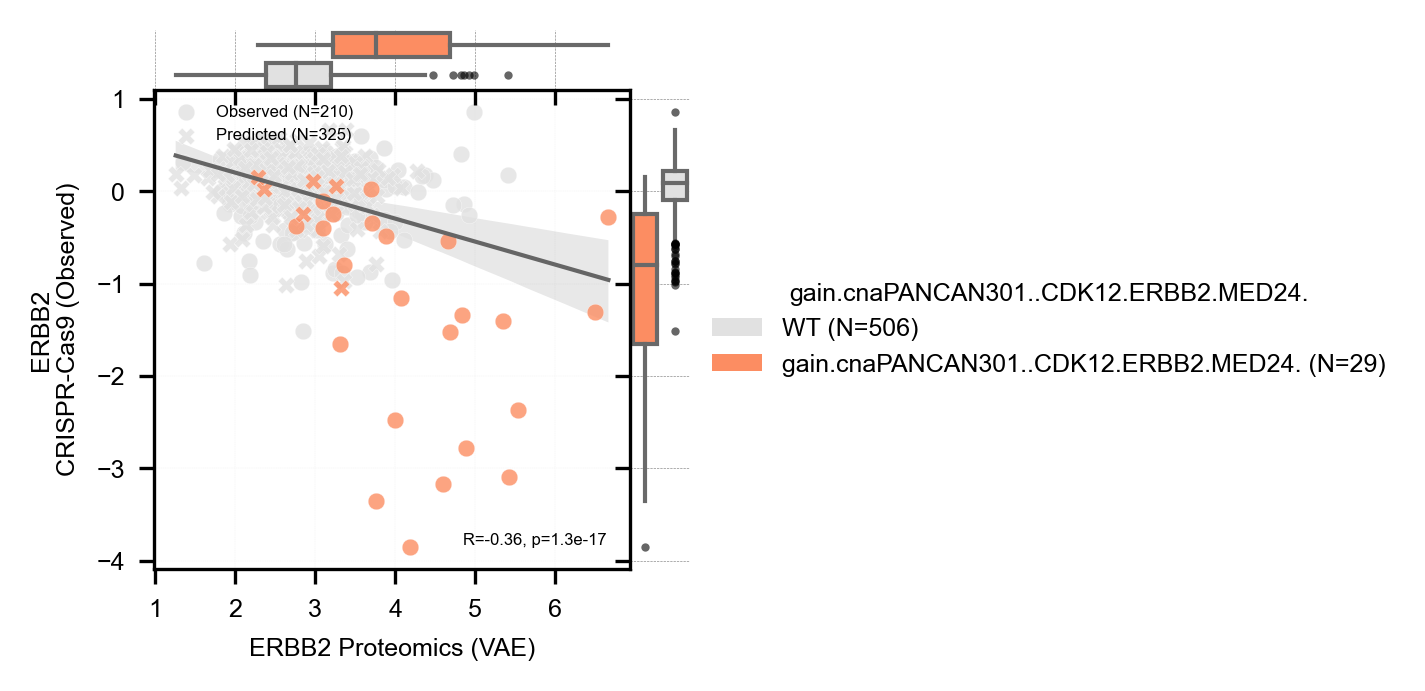 1
0
−1
−2
−3
−4
ERBB2
CRISPR-Cas9 (Observed)
Observed (N=210)
Predicted (N=325)
R=-0.36, p=1.3e-17
1 2 3 4 5 6
ERBB2 Proteomics (VAE)
gain.cnaPANCAN301..CDK12.ERBB2.MED24.
WT (N=506)
gain.cnaPANCAN301..CDK12.ERBB2.MED24. (N=29)